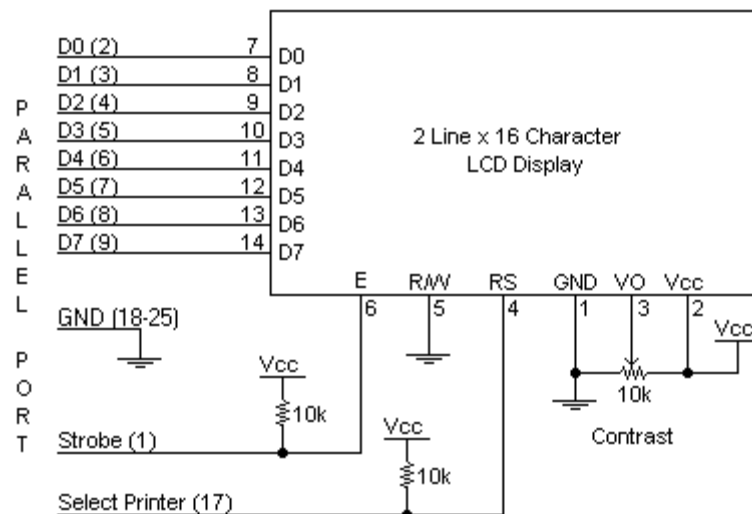 PARALLEL PORT
D0 (2) 7 D0
D1 (3) 8 D1
D2 (4) 9 D2
D3 (5) 10 D3
D4 (6) 11 D4
D5 (7) 12 D5
D6 (8) 13 D6
D7 (9) 14 D7
2 Line x 16 Character
LCD Display
E R/W RS GND VO Vcc
6 5 4 1 3 2
GND (18-25)
Vcc
10k
Contrast
Vcc
10k
Strobe (1)
Vcc
10k
Select Printer (17)